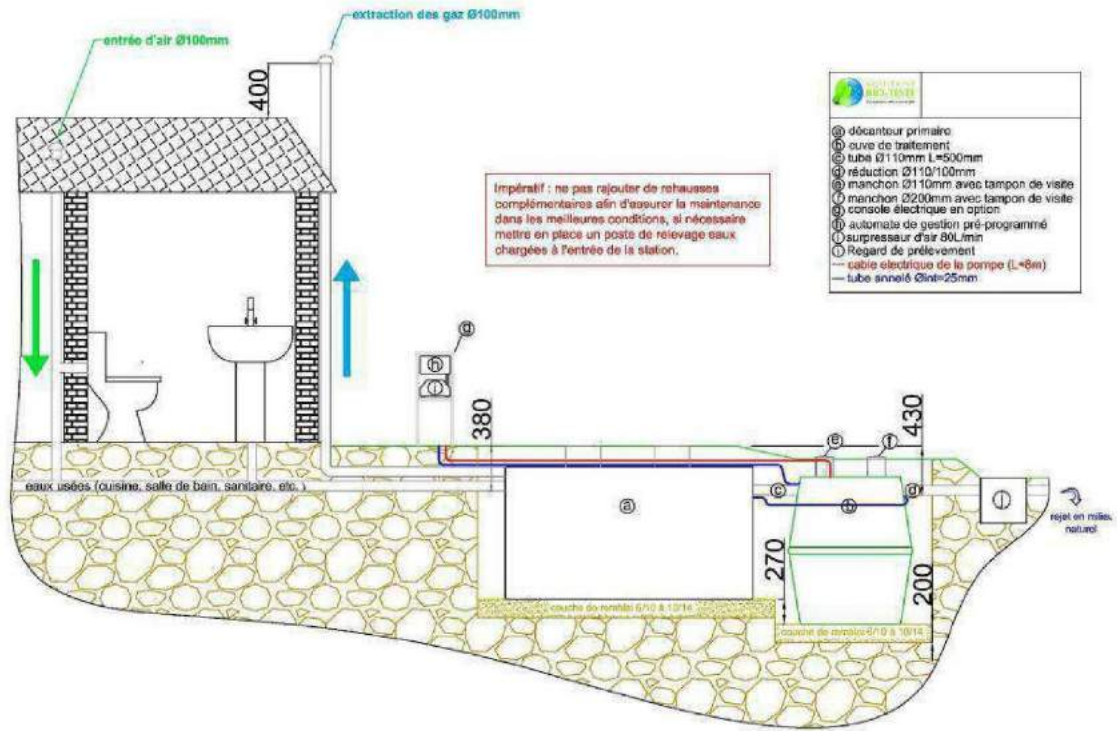 extraction des gaz Ø100mm
entrée d'air Ø100mm
400
ⓐ décanteur primaire
ⓑ cuve de traitement
ⓒ tube Ø110mm L=500mm
ⓓ réduction Ø110/100mm
ⓔ manchon Ø110mm avec tampon de visite
ⓕ manchon Ø200mm avec tampon de visite
ⓖ console électrique en option
ⓗ automate de gestion pré-programmé
ⓘ surpresseur d'air 80L/min
ⓙ Regard de prélevement
cable electrique de la pompe (L=8m)
tube annelé Øint=25mm
Impératif : ne pas rajouter de rehausses
complémentaires afin d'assurer la maintenance
dans les meilleures conditions, si nécessaire
mettre en place un poste de relevage eaux
chargées à l'entrée de la station.
ⓖ
ⓗ
ⓘ
380
430
ⓔ
ⓕ
eaux usées (cuisine, salle de bain, sanitaire, etc.)
ⓐ
ⓒ
ⓑ
ⓓ
ⓙ
rejet en milieu
naturel
270
200
couche de remblai 6/10 à 10/14
couche de remblai 6/10 à 10/14